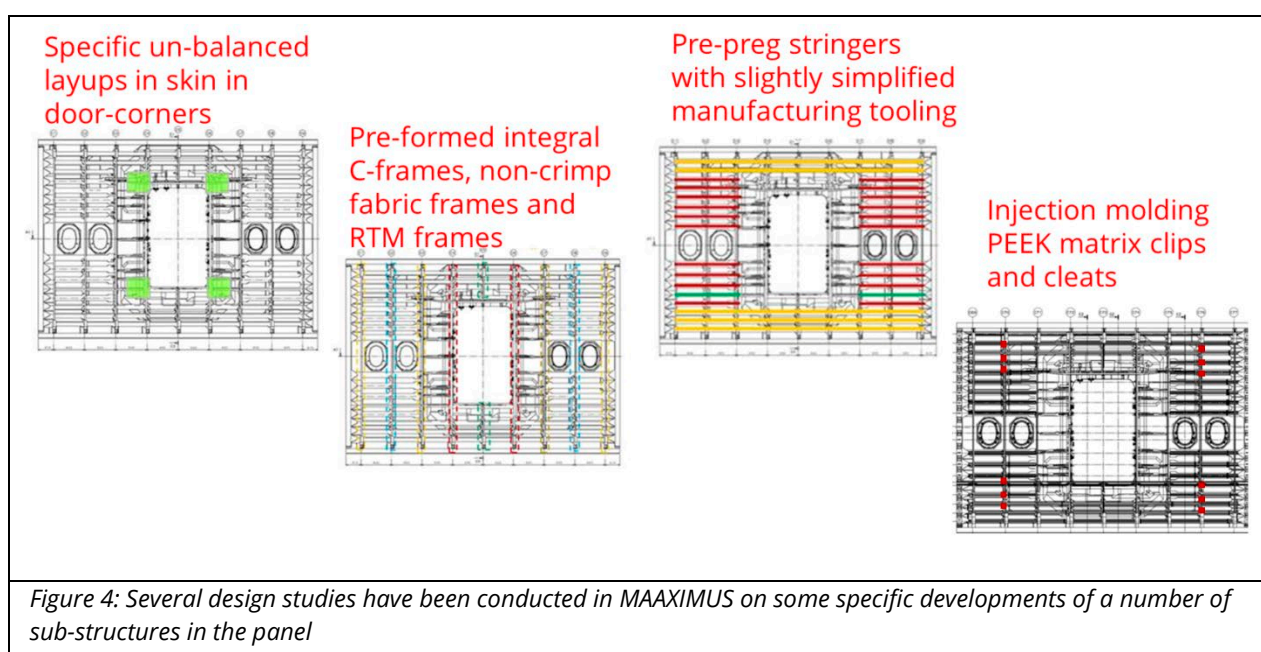 Specific un-balanced
layups in skin in
door-corners
Pre-formed integral
C-frames, non-crimp
fabric frames and
RTM frames
Pre-preg stringers
with slightly simplified
manufacturing tooling
Injection molding
PEEK matrix clips
and cleats
Figure 4: Several design studies have been conducted in MAAXIMUS on some specific developments of a number of
sub-structures in the panel